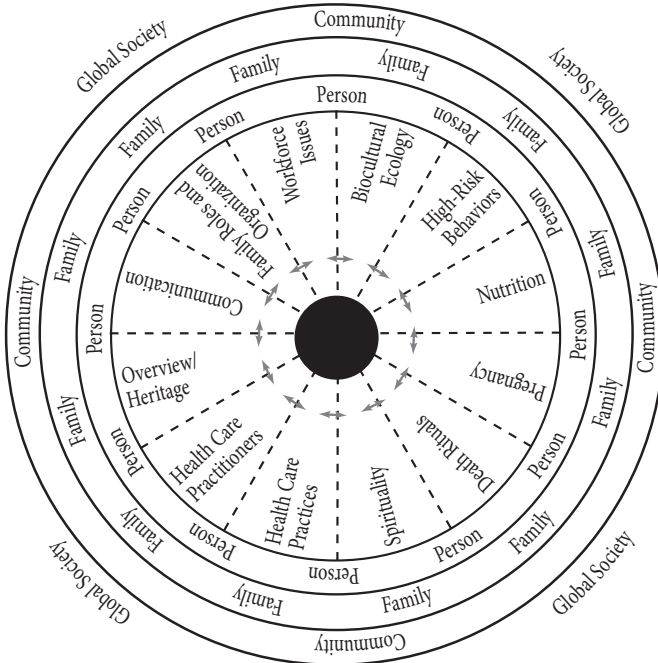 Community
Global Society
Global Society
Family
Family
Person
Family
Family
Person
Person
Workforce
Issues
Biocultural
Ecology
Family Roles and
Organization
High-Risk
Behaviors
Person
Person
Family
Family
Communication
Nutrition
Community
Person
Person
Community
Overview/
Heritage
Pregnancy
Family
Family
Person
Person
Health Care
Practitioners
Death Rituals
Health Care
Practices
Spirituality
Person
Person
Person
Family
Family
Family
Family
Global Society
Global Society
Community